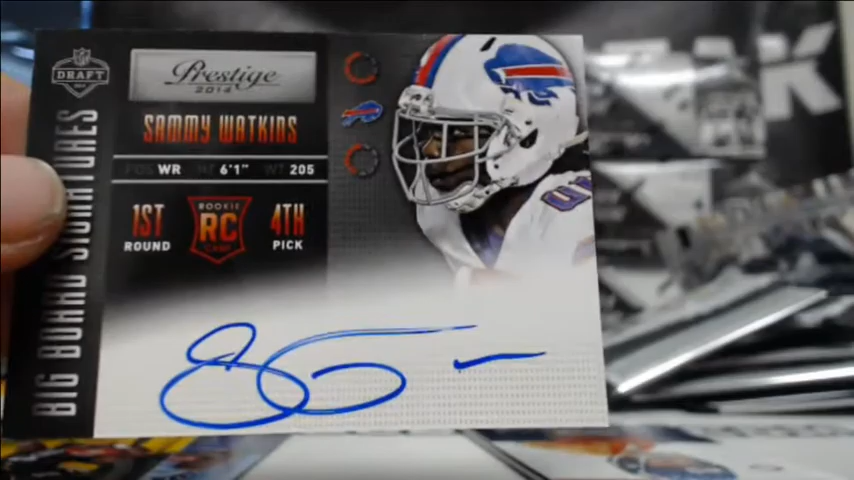 DRAFT
Prestige
2014
SAMMY WATKINS
POS WR HT 6'1" WT 205
1ST
ROUND
ROOKIE
RC
CARD
4TH
PICK
BIG BOARD SIGNATURES